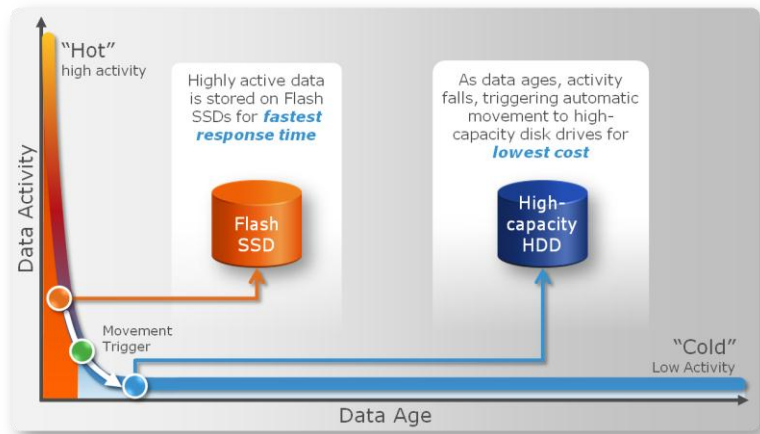 “Hot”
high activity
Highly active data
is stored on Flash
SSDs for fastest
response time
As data ages, activity
falls, triggering automatic
movement to high-
capacity disk drives for
lowest cost
Flash
SSD
High-
capacity
HDD
Data Activity
Movement
Trigger
“Cold”
Low Activity
Data Age